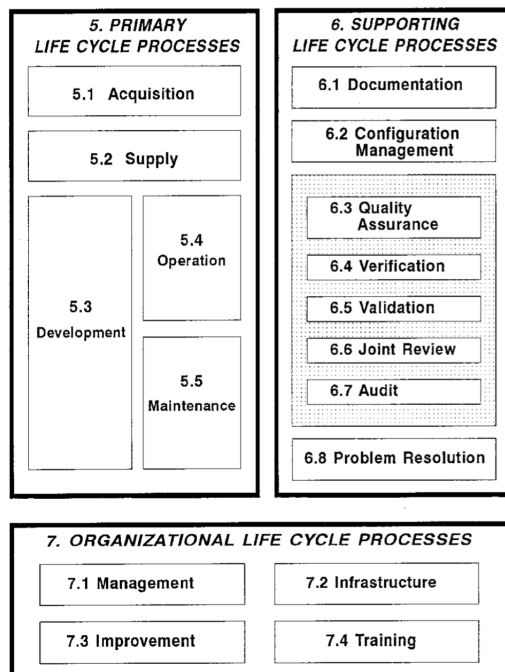 5. PRIMARY
LIFE CYCLE PROCESSES
5.1 Acquisition
5.2 Supply
5.3
Development
5.4
Operation
5.5
Maintenance
6. SUPPORTING
LIFE CYCLE PROCESSES
6.1 Documentation
6.2 Configuration
Management
6.3 Quality
Assurance
6.4 Verification
6.5 Validation
6.6 Joint Review
6.7 Audit
6.8 Problem Resolution
7. ORGANIZATIONAL LIFE CYCLE PROCESSES
7.1 Management
7.2 Infrastructure
7.3 Improvement
7.4 Training